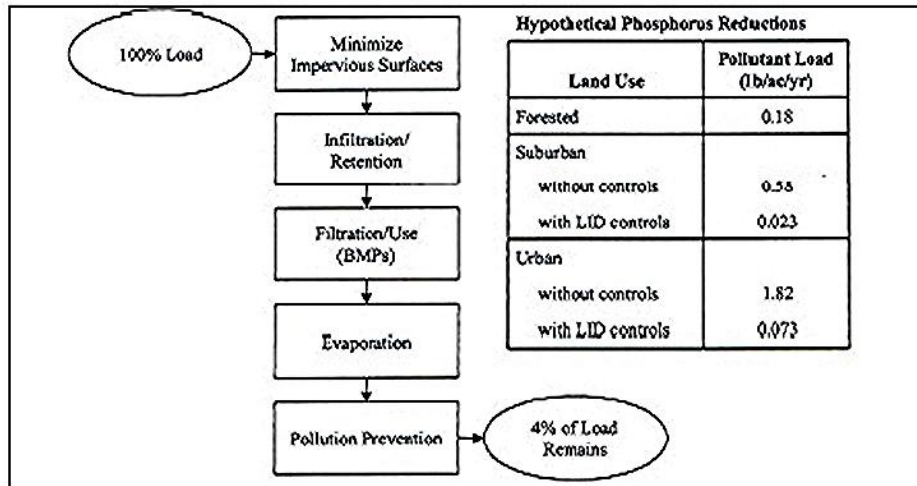 100% Load
Minimize
Impervious Surfaces
Infiltration/
Retention
Filtration/Use
(BMPs)
Evaporation
Pollution Prevention
4% of Load
Remains
Hypothetical Phosphorus Reductions
Land Use
Pollutant Load
(lb/ac/yr)
Forested
0.18
Suburban
without controls
0.58
with LID controls
0.023
Urban
without controls
1.82
with LID controls
0.073